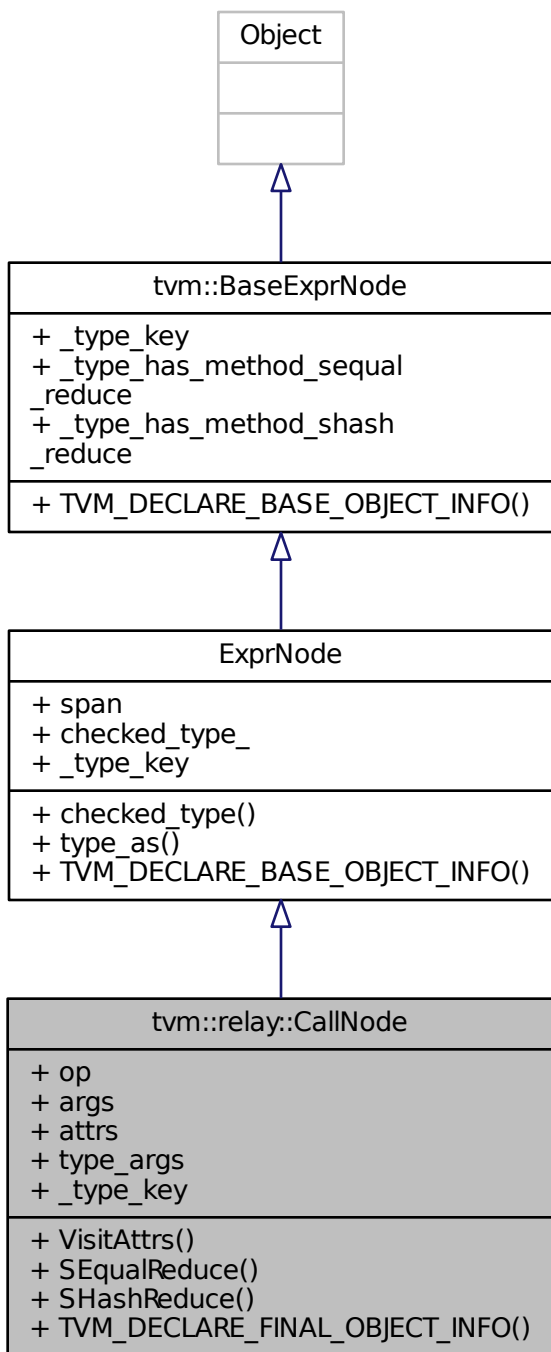 Object
tvm::BaseExprNode
+ _type_key
+ _type_has_method_sequal
_reduce
+ _type_has_method_shash
_reduce
+ TVM_DECLARE_BASE_OBJECT_INFO()
ExprNode
+ span
+ checked_type_
+ _type_key
+ checked_type()
+ type_as()
+ TVM_DECLARE_BASE_OBJECT_INFO()
tvm::relay::CallNode
+ op
+ args
+ attrs
+ type_args
+ _type_key
+ VisitAttrs()
+ SEqualReduce()
+ SHashReduce()
+ TVM_DECLARE_FINAL_OBJECT_INFO()